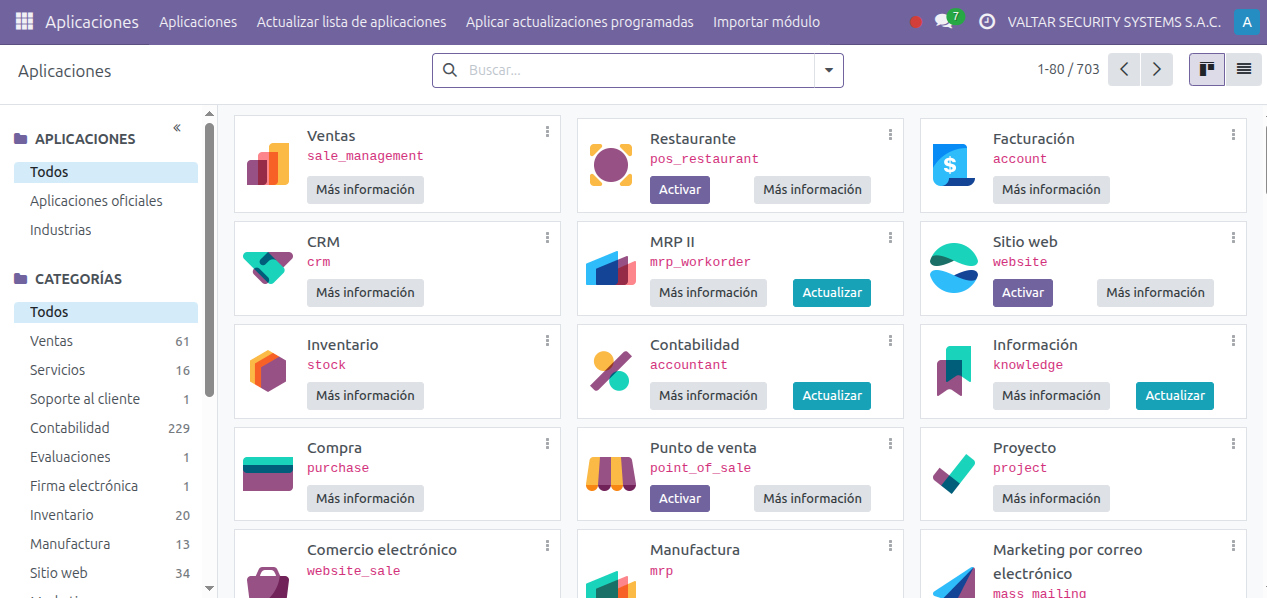 Aplicaciones Aplicaciones Actualizar lista de aplicaciones Aplicar actualizaciones programadas Importar módulo 7 VALTAR SECURITY SYSTEMS S.A.C. A
Aplicaciones Buscar... 1-80 / 703
«
APLICACIONES
Todos
Aplicaciones oficiales
Industrias
CATEGORÍAS
Todos
Ventas 61
Servicios 16
Soporte al cliente 1
Contabilidad 229
Evaluaciones 1
Firma electrónica 1
Inventario 20
Manufactura 13
Sitio web 34
Ventas
sale_management
Más información
Restaurante
pos_restaurant
Activar Más información
Facturación
account
$
Más información
CRM
crm
Más información
MRP II
mrp_workorder
Más información Actualizar
Sitio web
website
Activar Más información
Inventario
stock
Más información
Contabilidad
accountant
Más información Actualizar
Información
knowledge
Más información Actualizar
Compra
purchase
Más información
Punto de venta
point_of_sale
Activar Más información
Proyecto
project
Más información
Comercio electrónico
website_sale
Manufactura
mrp
Marketing por correo
electrónico
mass_mailing